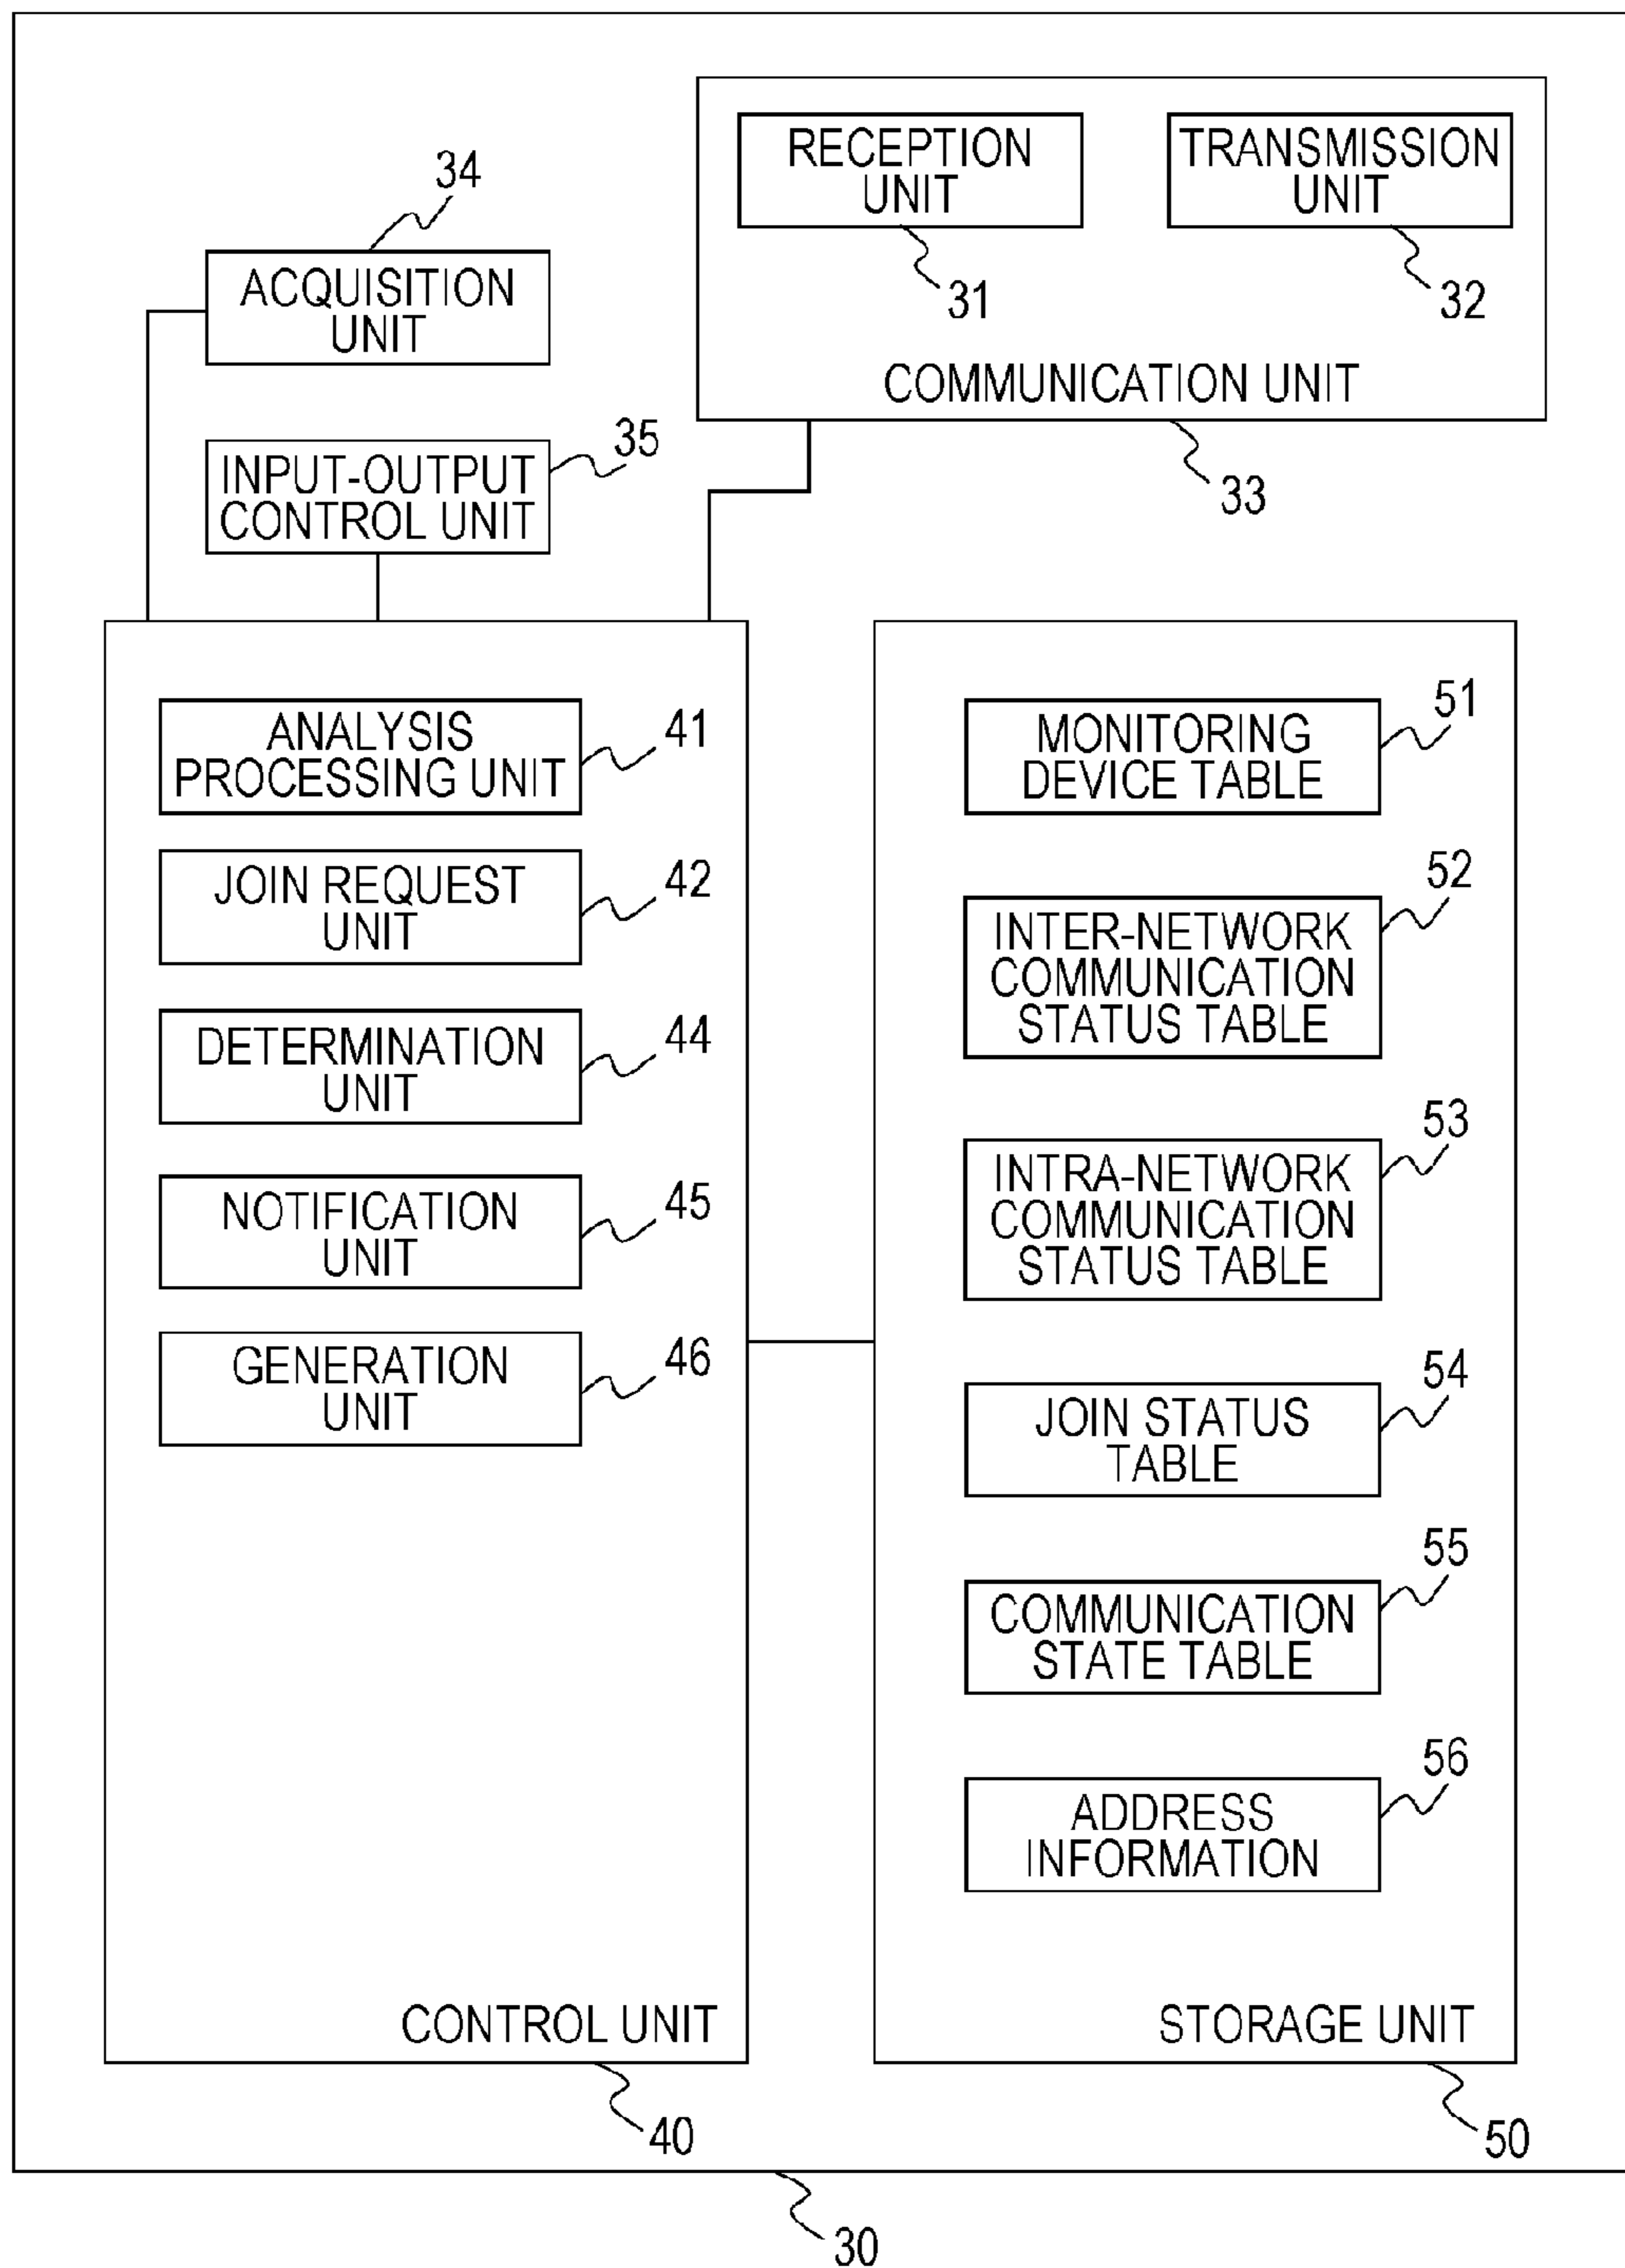 RECEPTION
UNIT
31
TRANSMISSION
UNIT
32
COMMUNICATION UNIT
33
34
ACQUISITION
UNIT
35
INPUT-OUTPUT
CONTROL UNIT
ANALYSIS
PROCESSING UNIT
41
JOIN REQUEST
UNIT
42
DETERMINATION
UNIT
44
NOTIFICATION
UNIT
45
GENERATION
UNIT
46
CONTROL UNIT
40
MONITORING
DEVICE TABLE
51
INTER-NETWORK
COMMUNICATION
STATUS TABLE
52
INTRA-NETWORK
COMMUNICATION
STATUS TABLE
53
JOIN STATUS
TABLE
54
COMMUNICATION
STATE TABLE
55
ADDRESS
INFORMATION
56
STORAGE UNIT
50
30